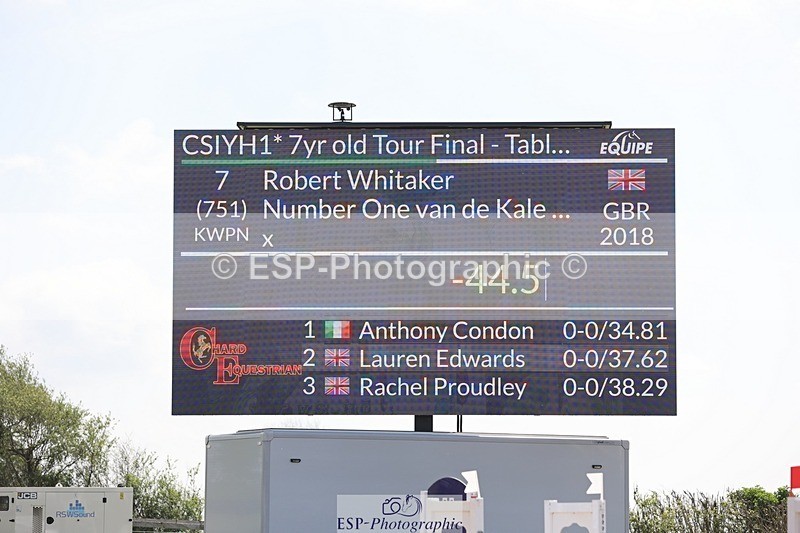 CSIYH1* 7yr old Tour Final - Tabl...
EQUIPE
7 Robert Whitaker
(751) Number One van de Kale ... GBR
KWPN x 2018
© ESP-Photographic ©
-44.5
CHARD EQUESTRIAN
1 Anthony Condon 0-0/34.81
2 Lauren Edwards 0-0/37.62
3 Rachel Proudley 0-0/38.29
JCB
RSWSound
ESP-Photographic